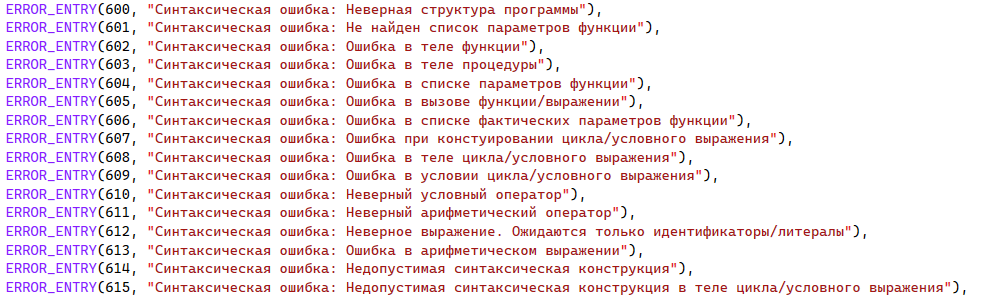 ERROR_ENTRY(600, "Синтаксическая ошибка: Неверная структура программы"),
ERROR_ENTRY(601, "Синтаксическая ошибка: Не найден список параметров функции"),
ERROR_ENTRY(602, "Синтаксическая ошибка: Ошибка в теле функции"),
ERROR_ENTRY(603, "Синтаксическая ошибка: Ошибка в теле процедуры"),
ERROR_ENTRY(604, "Синтаксическая ошибка: Ошибка в списке параметров функции"),
ERROR_ENTRY(605, "Синтаксическая ошибка: Ошибка в вызове функции/выражении"),
ERROR_ENTRY(606, "Синтаксическая ошибка: Ошибка в списке фактических параметров функции"),
ERROR_ENTRY(607, "Синтаксическая ошибка: Ошибка при констуировании цикла/условного выражения"),
ERROR_ENTRY(608, "Синтаксическая ошибка: Ошибка в теле цикла/условного выражения"),
ERROR_ENTRY(609, "Синтаксическая ошибка: Ошибка в условии цикла/условного выражения"),
ERROR_ENTRY(610, "Синтаксическая ошибка: Неверный условный оператор"),
ERROR_ENTRY(611, "Синтаксическая ошибка: Неверный арифметический оператор"),
ERROR_ENTRY(612, "Синтаксическая ошибка: Неверное выражение. Ожидаются только идентификаторы/литералы"),
ERROR_ENTRY(613, "Синтаксическая ошибка: Ошибка в арифметическом выражении"),
ERROR_ENTRY(614, "Синтаксическая ошибка: Недопустимая синтаксическая конструкция"),
ERROR_ENTRY(615, "Синтаксическая ошибка: Недопустимая синтаксическая конструкция в теле цикла/условного выражения"),